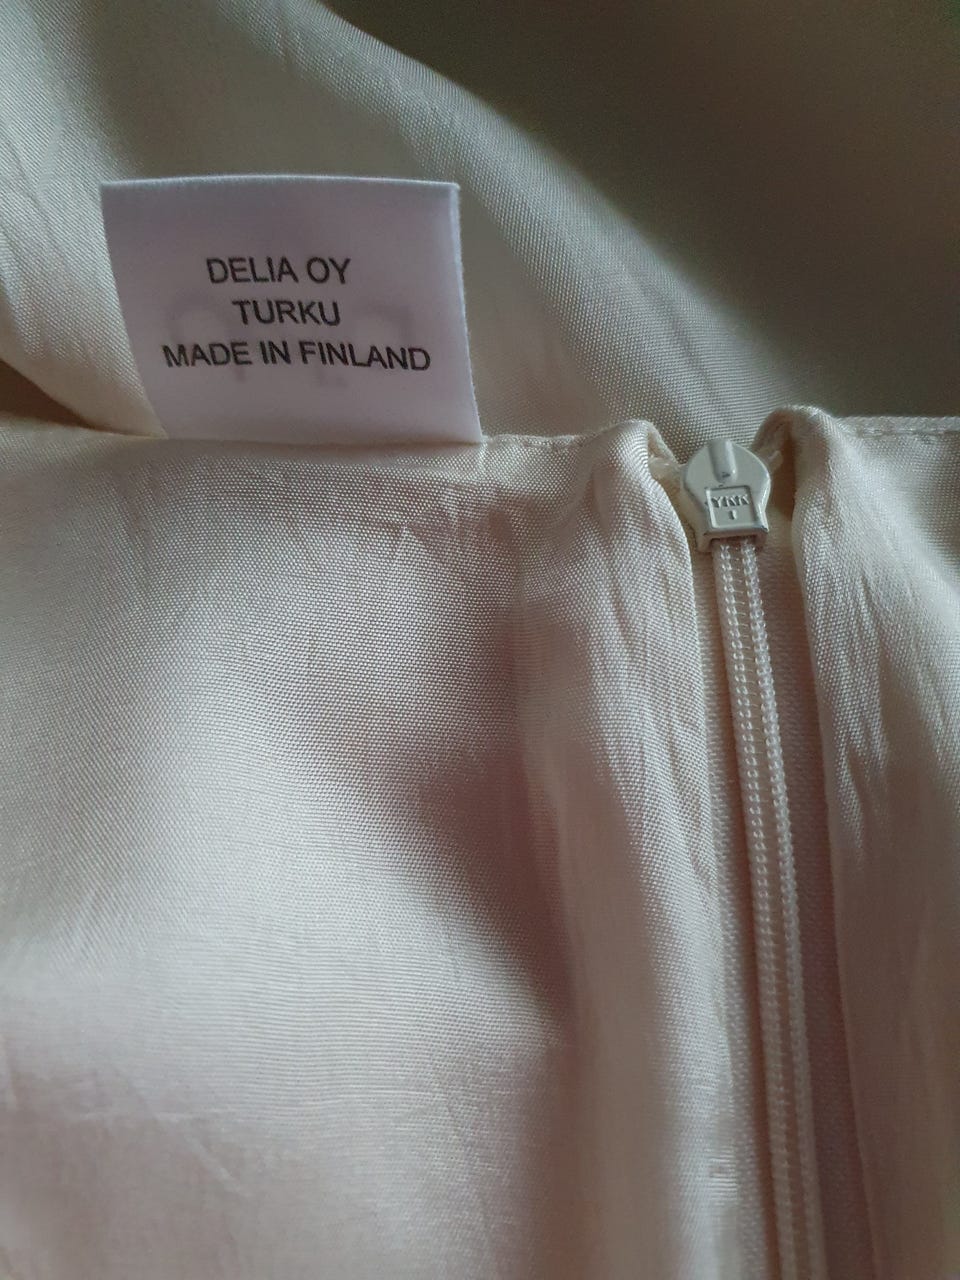 DELIA OY
TURKU
MADE IN FINLAND
YKK